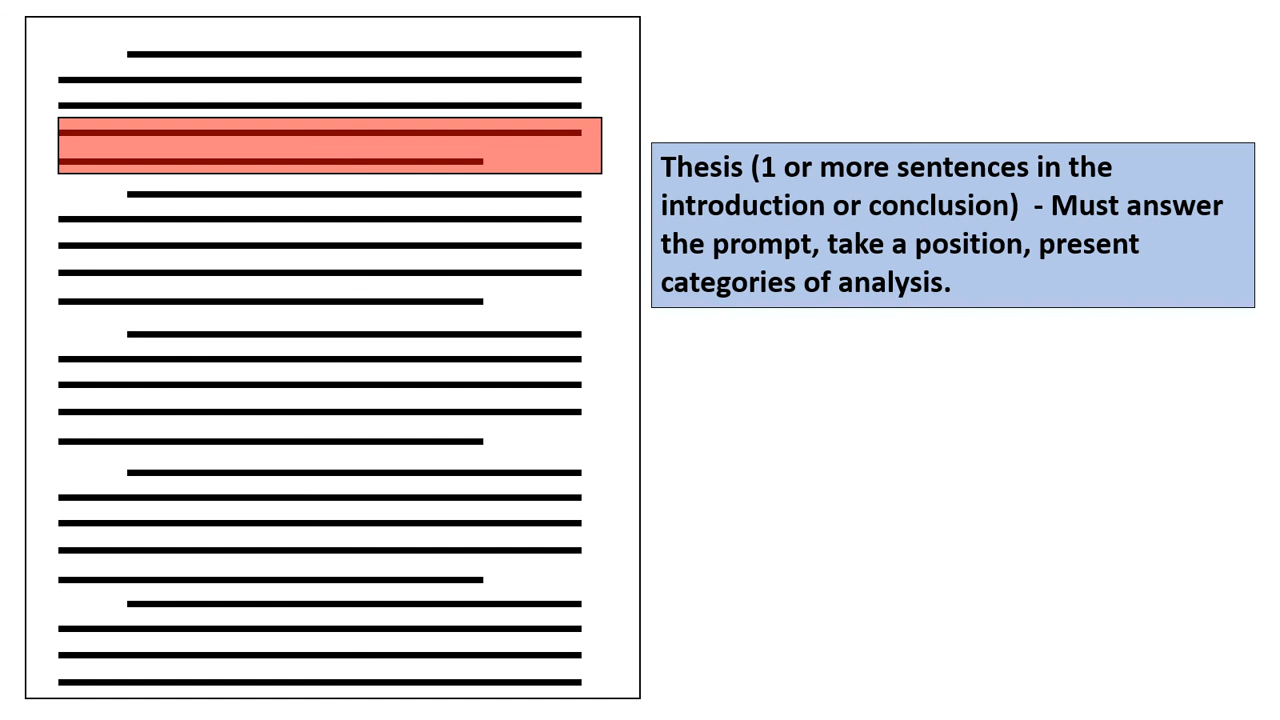 Thesis (1 or more sentences in the
introduction or conclusion)  - Must answer
the prompt, take a position, present
categories of analysis.